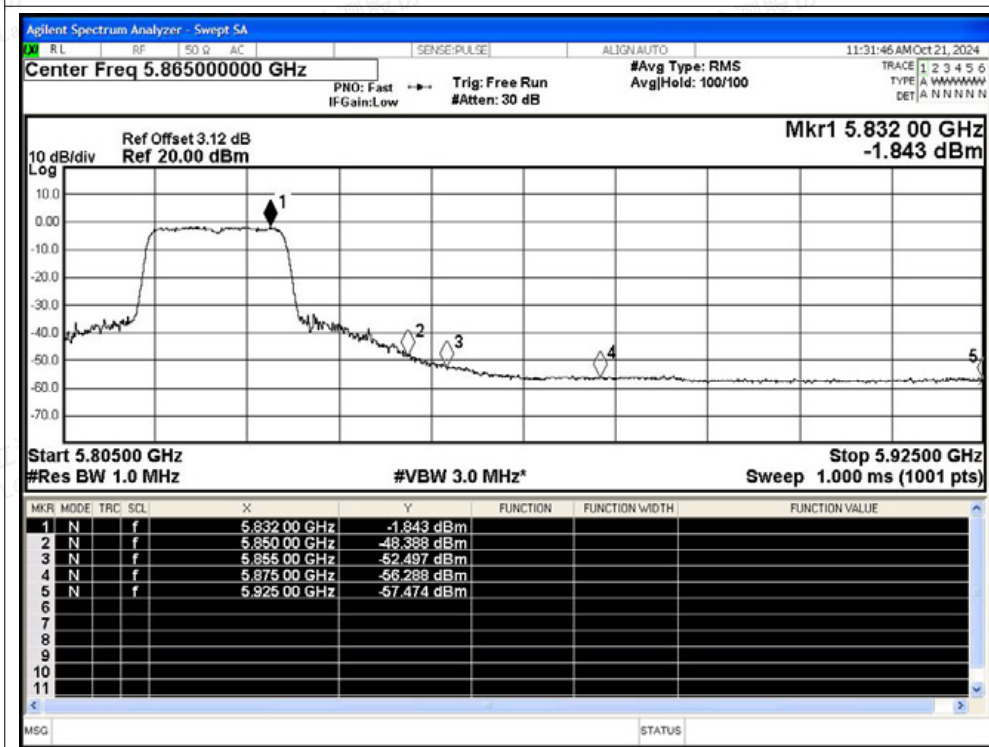 Agilent Spectrum Analyzer - Swept SA
LXI RL RF 50 Ω AC SENSE:PULSE ALIGN AUTO 11:31:46 AM Oct 21, 2024
Center Freq 5.865000000 GHz
PNO: Fast
IFGain:Low
Trig: Free Run
#Atten: 30 dB
#Avg Type: RMS
Avg|Hold: 100/100
TRACE 1 2 3 4 5 6
TYPE A WWWWW
DET A N N N N N
Ref Offset 3.12 dB
10 dB/div Ref 20.00 dBm
Log
Mkr1 5.832 00 GHz
-1.843 dBm
10.0
0.00
-10.0
-20.0
-30.0
-40.0
-50.0
-60.0
-70.0
1
2
3
4
5
Start 5.80500 GHz Stop 5.92500 GHz
#Res BW 1.0 MHz #VBW 3.0 MHz* Sweep 1.000 ms (1001 pts)
MKR MODE TRC SCL X Y FUNCTION FUNCTION WIDTH FUNCTION VALUE
1 N f 5.832 00 GHz -1.843 dBm
2 N f 5.850 00 GHz -48.388 dBm
3 N f 5.855 00 GHz -52.497 dBm
4 N f 5.875 00 GHz -56.288 dBm
5 N f 5.925 00 GHz -57.474 dBm
6
7
8
9
10
11
MSG STATUS